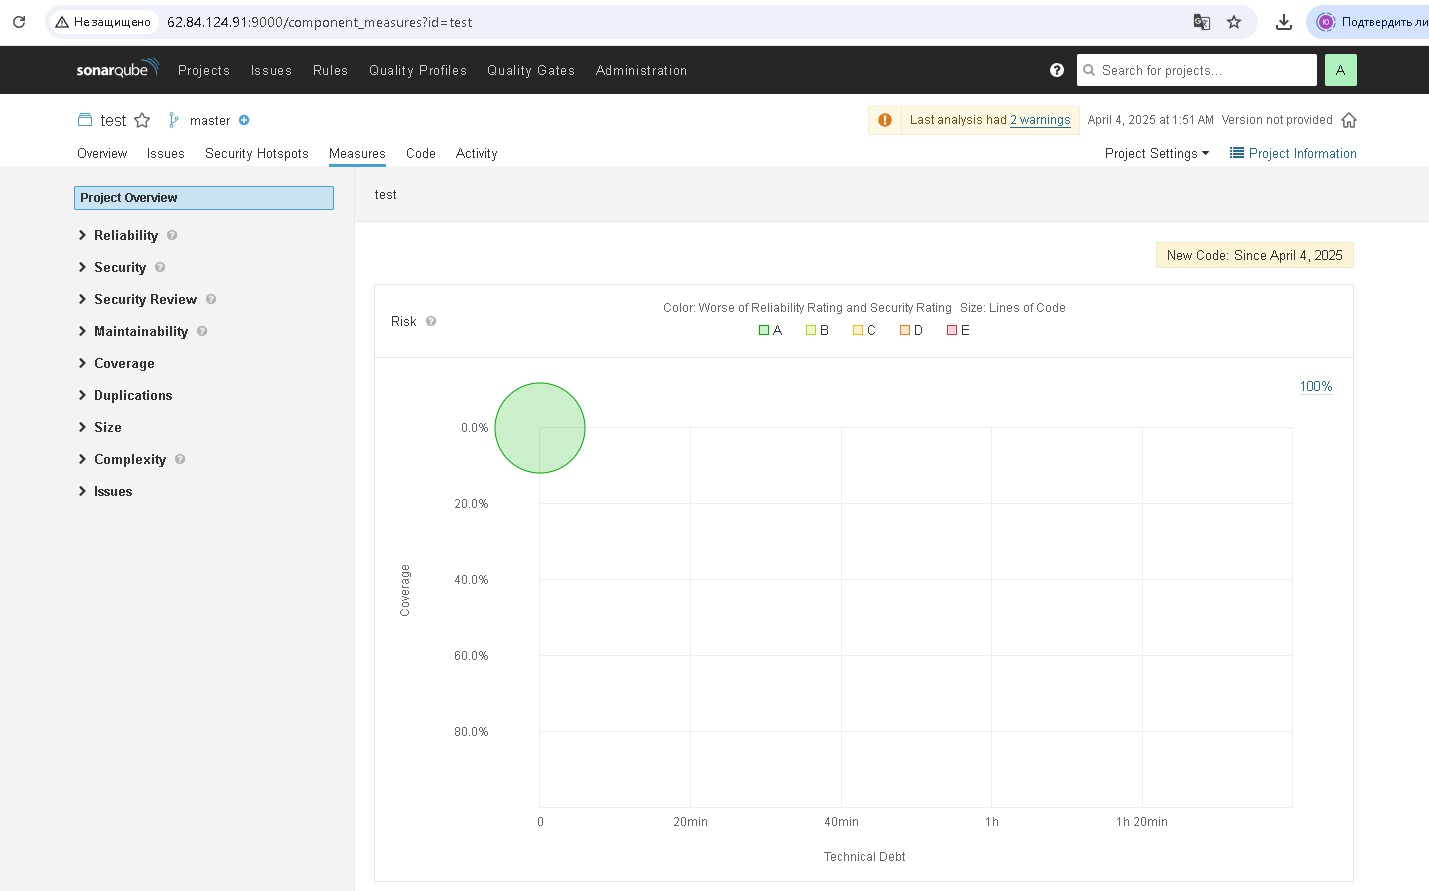 Не защищено 62.84.124.91:9000/component_measures?id=test
sonarqube Projects Issues Rules Quality Profiles Quality Gates Administration Search for projects... A
test master Last analysis had 2 warnings April 4, 2025 at 1:51 AM Version not provided
Overview Issues Security Hotspots Measures Code Activity Project Settings Project Information
Project Overview
Reliability
Security
Security Review
Maintainability
Coverage
Duplications
Size
Complexity
Issues
test
New Code: Since April 4, 2025
Risk
Color: Worse of Reliability Rating and Security Rating Size: Lines of Code
A B C D E
100%
0.0%
20.0%
40.0%
60.0%
80.0%
Coverage
0 20min 40min 1h 1h 20min
Technical Debt